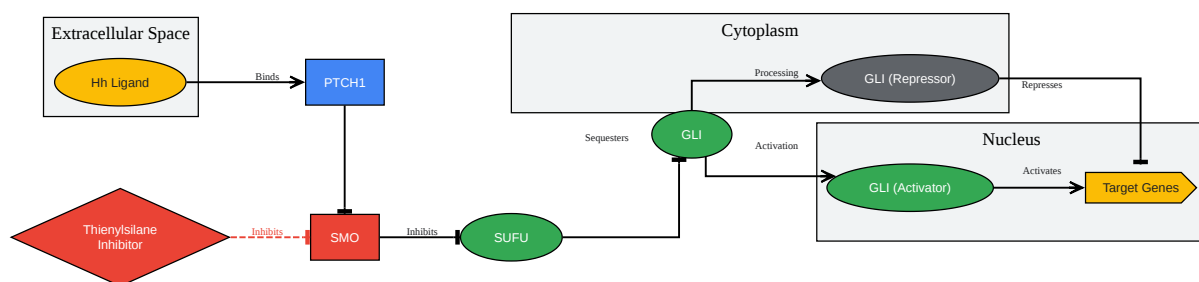 Extracellular Space
Hh Ligand
Binds
PTCH1
Cytoplasm
Processing
GLI (Repressor)
Represses
GLI
Sequesters
Activation
Nucleus
GLI (Activator)
Activates
Target Genes
Thienylsilane
Inhibitor
Inhibits
SMO
Inhibits
SUFU